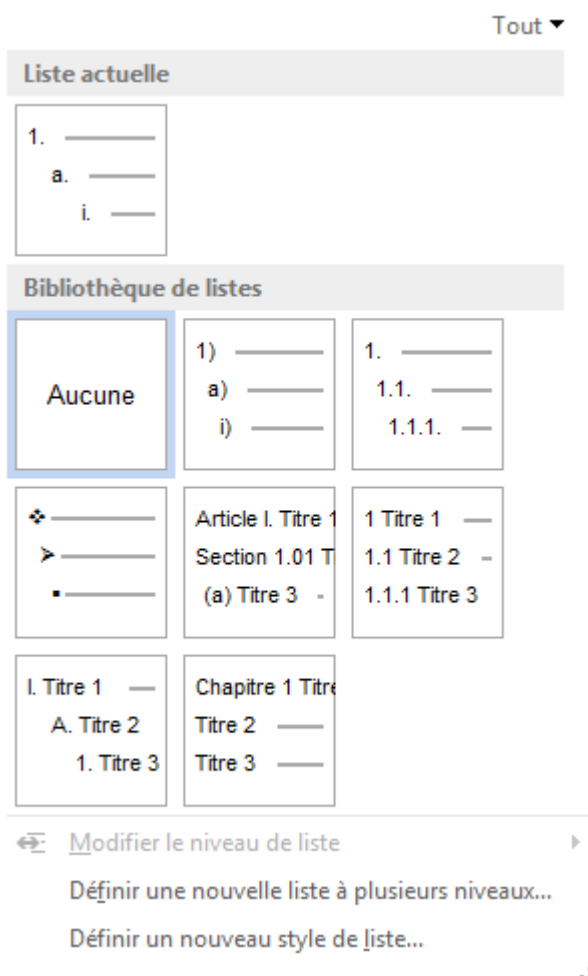 Tout
Liste actuelle
1.
a.
i.
Bibliothèque de listes
Aucune
1)
a)
i)
1.
1.1.
1.1.1.
Article I. Titre 1
Section 1.01 T
(a) Titre 3
1 Titre 1
1.1 Titre 2
1.1.1 Titre 3
I. Titre 1
A. Titre 2
1. Titre 3
Chapitre 1 Titre
Titre 2
Titre 3
Modifier le niveau de liste
Définir une nouvelle liste à plusieurs niveaux...
Définir un nouveau style de liste...